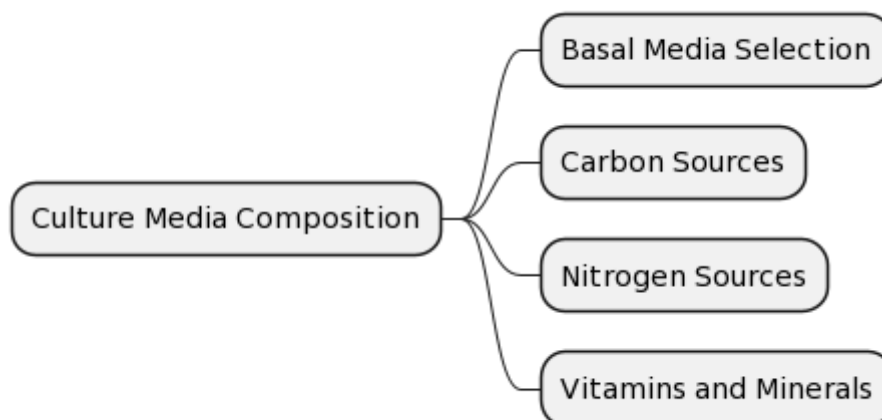 Culture Media Composition
Basal Media Selection
Carbon Sources
Nitrogen Sources
Vitamins and Minerals